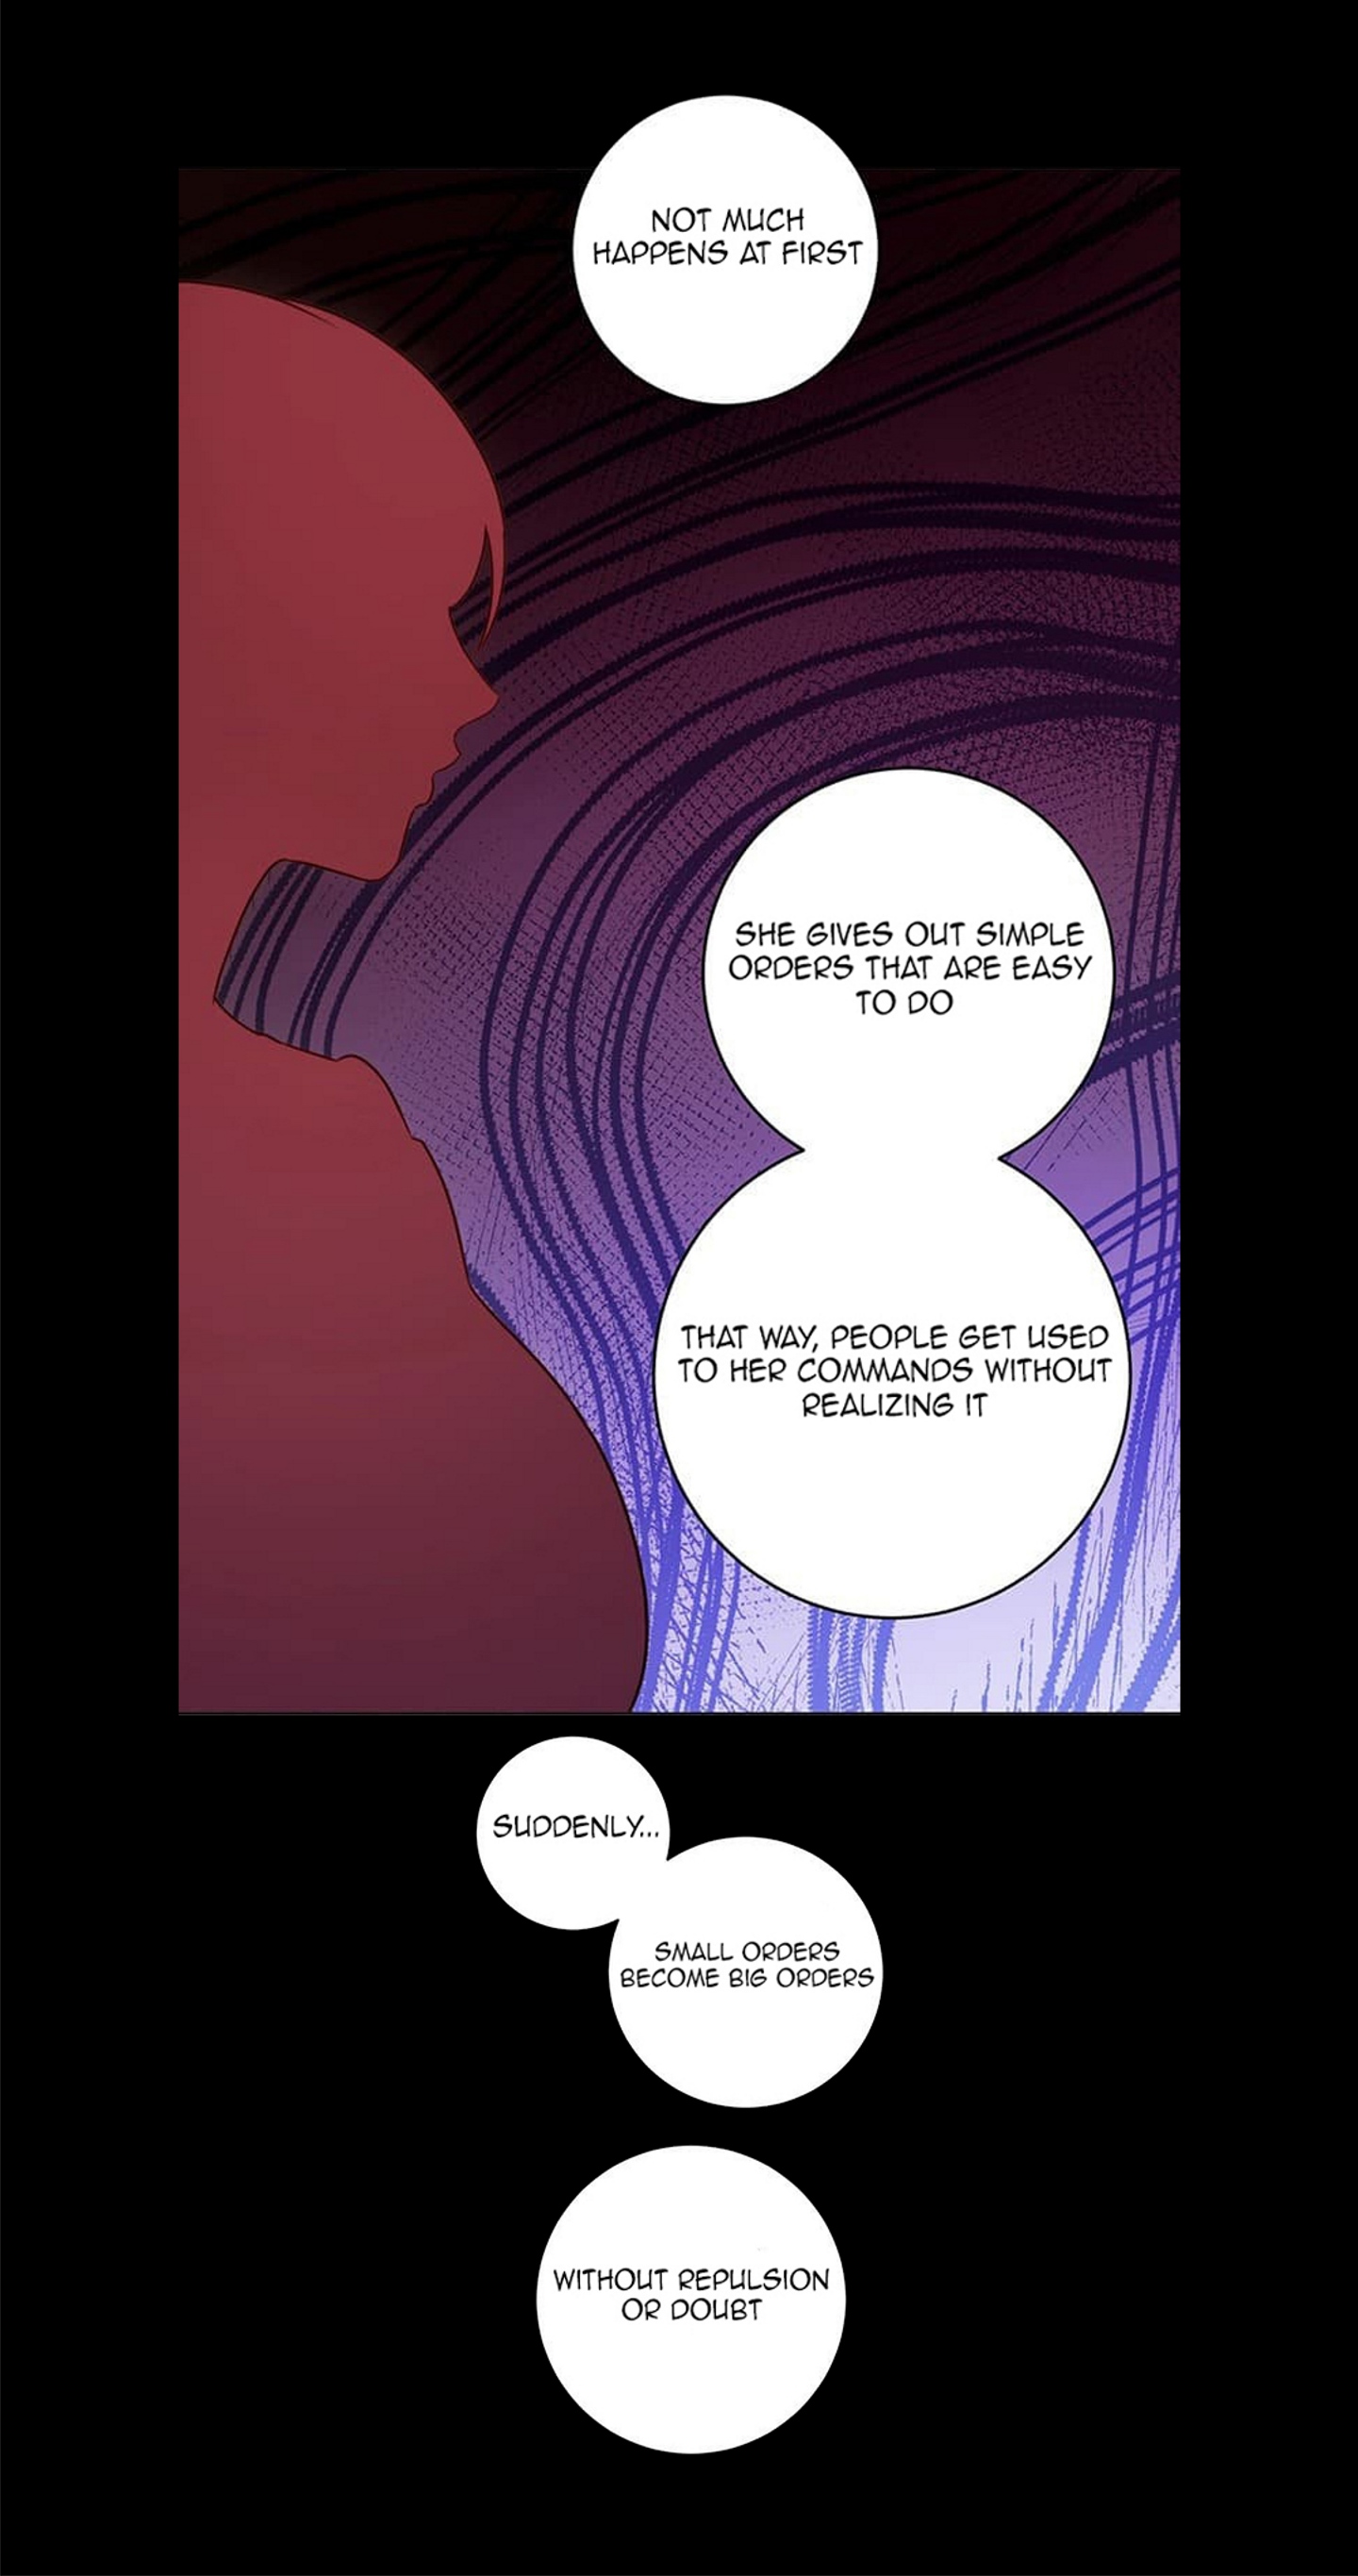 NOT MUCH
HAPPENS AT FIRST
SHE GIVES OUT SIMPLE
ORDERS THAT ARE EASY
TO DO
THAT WAY, PEOPLE GET USED
TO HER COMMANDS WITHOUT
REALIZING IT
SUDDENLY...
SMALL ORDERS
BECOME BIG ORDERS
WITHOUT REPULSION
OR DOUBT